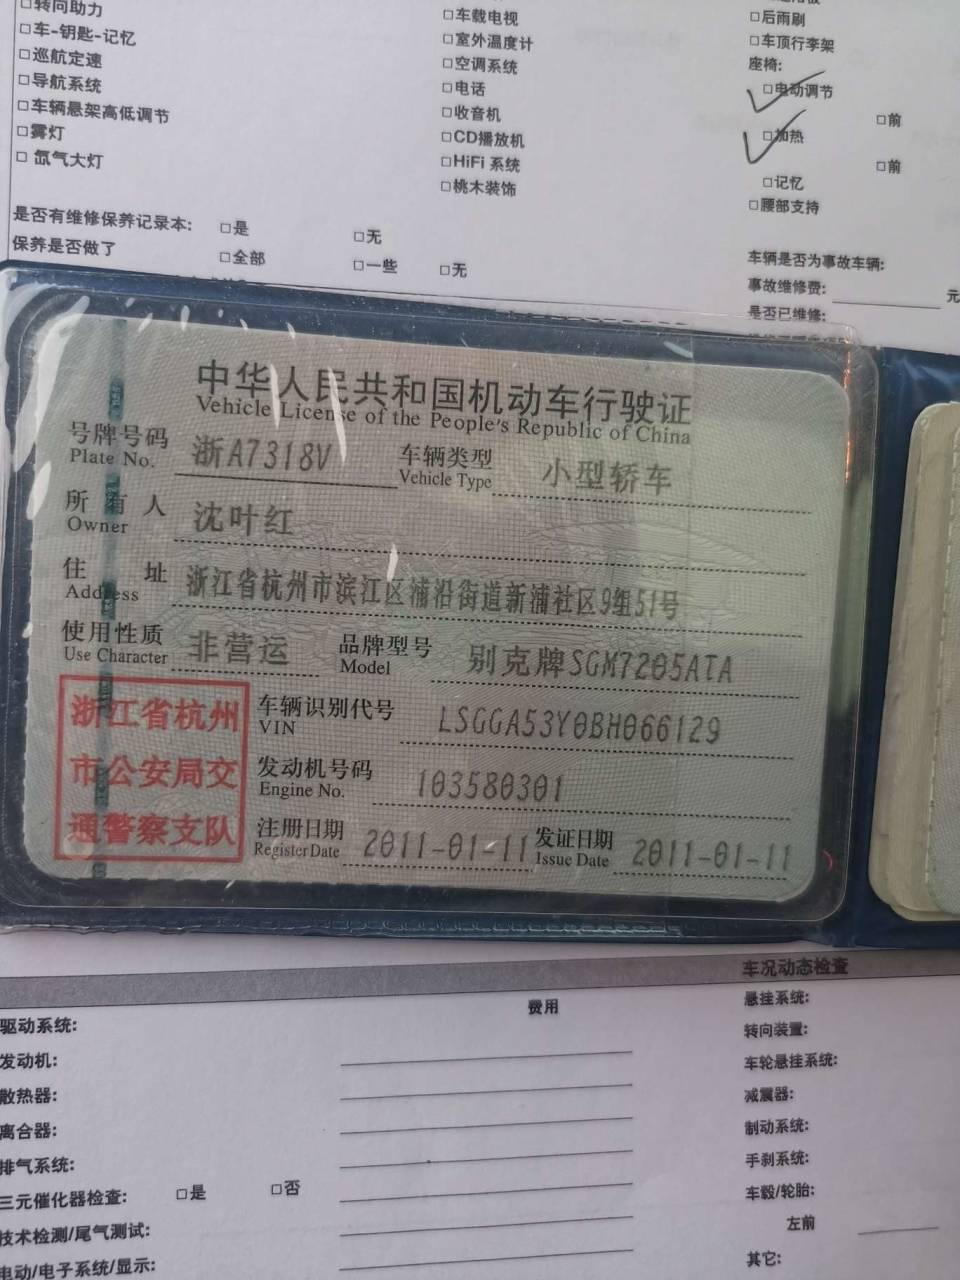 □转向助力
□车-钥匙-记忆
□巡航定速
□导航系统
□车辆悬架高低调节
□雾灯
□ 氙气大灯
□车载电视
□室外温度计
□空调系统
□电话
□收音机
□CD播放机
□HiFi 系统
□桃木装饰
□后雨刷
□车顶行李架
座椅:
□电动调节 □前
□加热 □前
□记忆
□腰部支持
是否有维修保养记录本: □是 □无
保养是否做了 □全部 □一些 □无
车辆是否为事故车辆:
事故维修费: 元
是否已维修:
中华人民共和国机动车行驶证
Vehicle License of the People's Republic of China
号牌号码 浙A7318V 车辆类型 小型轿车
Plate No. Vehicle Type
所有人 沈叶红
Owner
住址 浙江省杭州市滨江区浦沿街道新浦社区9组51号
Address
使用性质 非营运 品牌型号 别克牌SGM7205ATA
Use Character Model
浙江省杭州
市公安局交
通警察支队
车辆识别代号 LSGGA53Y0BH066129
VIN
发动机号码 103580301
Engine No.
注册日期 2011-01-11 发证日期 2011-01-11
Register Date Issue Date
费用
驱动系统:
发动机:
散热器:
离合器:
排气系统:
三元催化器检查: □是 □否
技术检测/尾气测试:
电动/电子系统/显示:
车况动态检查
悬挂系统:
转向装置:
车轮悬挂系统:
减震器:
制动系统:
手刹系统:
车毂/轮胎:
左前
其它: